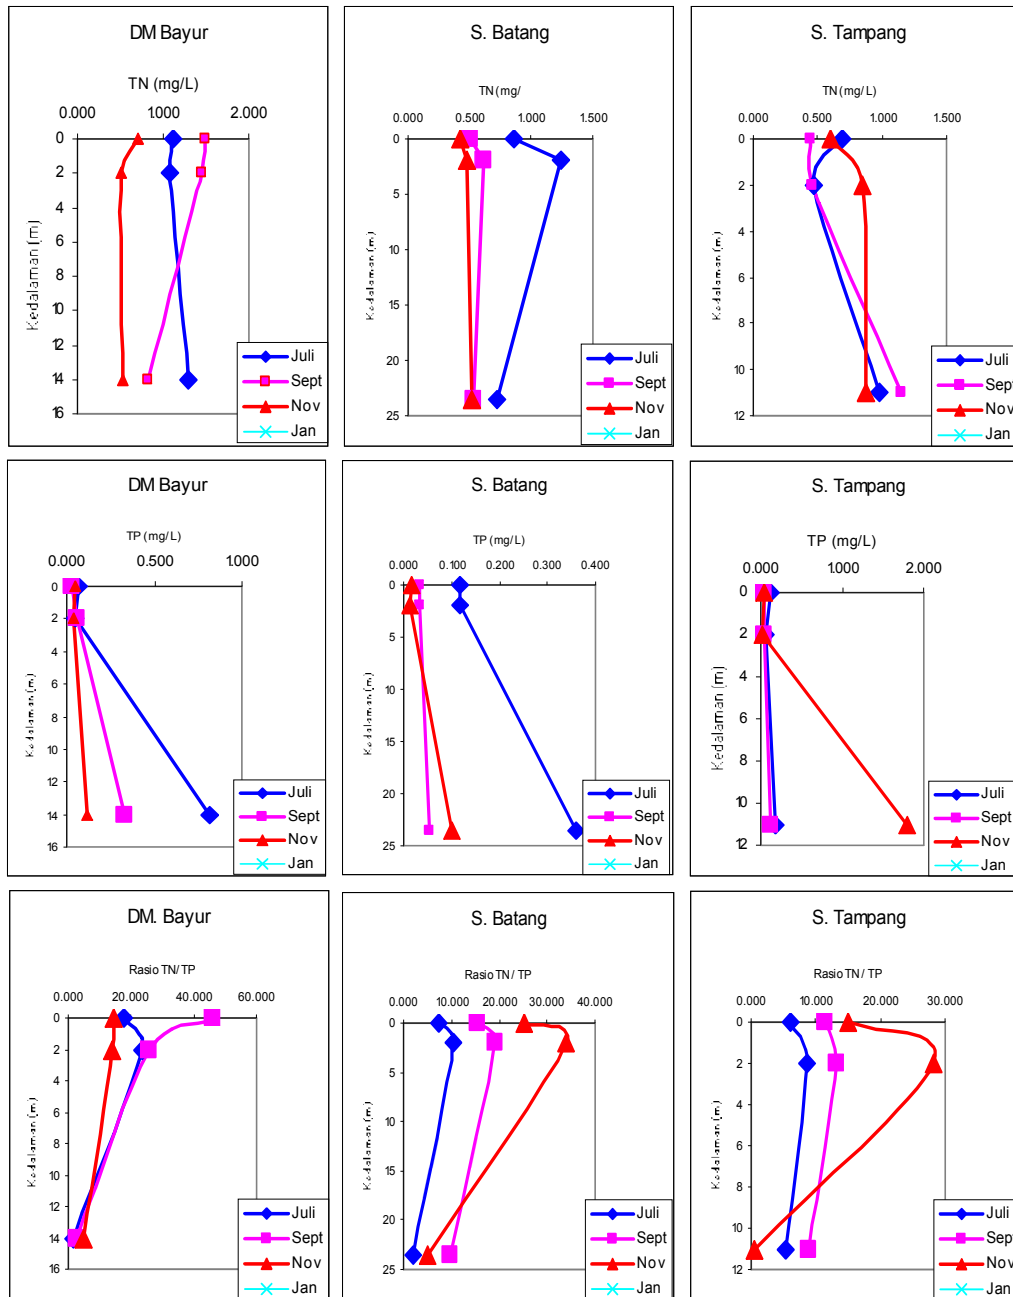 DM Bayur
TN (mg/L)
0.000 1.000 2.000
0
2
4
6
8
10
12
14
16
Kedalaman (m)
Juli
Sept
Nov
Jan
S. Batang
TN (mg/
0.000 0.500 1.000 1.500
0
5
10
15
20
25
Kedalaman (m)
Juli
Sept
Nov
Jan
S. Tampang
TN (mg/L)
0.000 0.500 1.000 1.500
0
2
4
6
8
10
12
Kedalaman (m)
Juli
Sept
Nov
Jan
DM Bayur
TP (mg/L)
0.000 0.500 1.000
0
2
4
6
8
10
12
14
16
Kedalaman (m)
Juli
Sept
Nov
Jan
S. Batang
TP (mg/L)
0.000 0.100 0.200 0.300 0.400
0
5
10
15
20
25
Kedalaman (m)
Juli
Sept
Nov
Jan
S. Tampang
TP (mg/L)
0.000 1.000 2.000
0
2
4
6
8
10
12
Kedalaman (m)
Juli
Sept
Nov
Jan
DM. Bayur
Rasio TN/ TP
0.000 20.000 40.000 60.000
0
2
4
6
8
10
12
14
16
Kedalaman (m)
Juli
Sept
Nov
Jan
S. Batang
Rasio TN/ TP
0.000 10.000 20.000 30.000 40.000
0
5
10
15
20
25
Kedalaman (m)
Juli
Sept
Nov
Jan
S. Tampang
Rasio TN/ TP
0.000 10.000 20.000 30.000
0
2
4
6
8
10
12
Kedalaman (m)
Juli
Sept
Nov
Jan